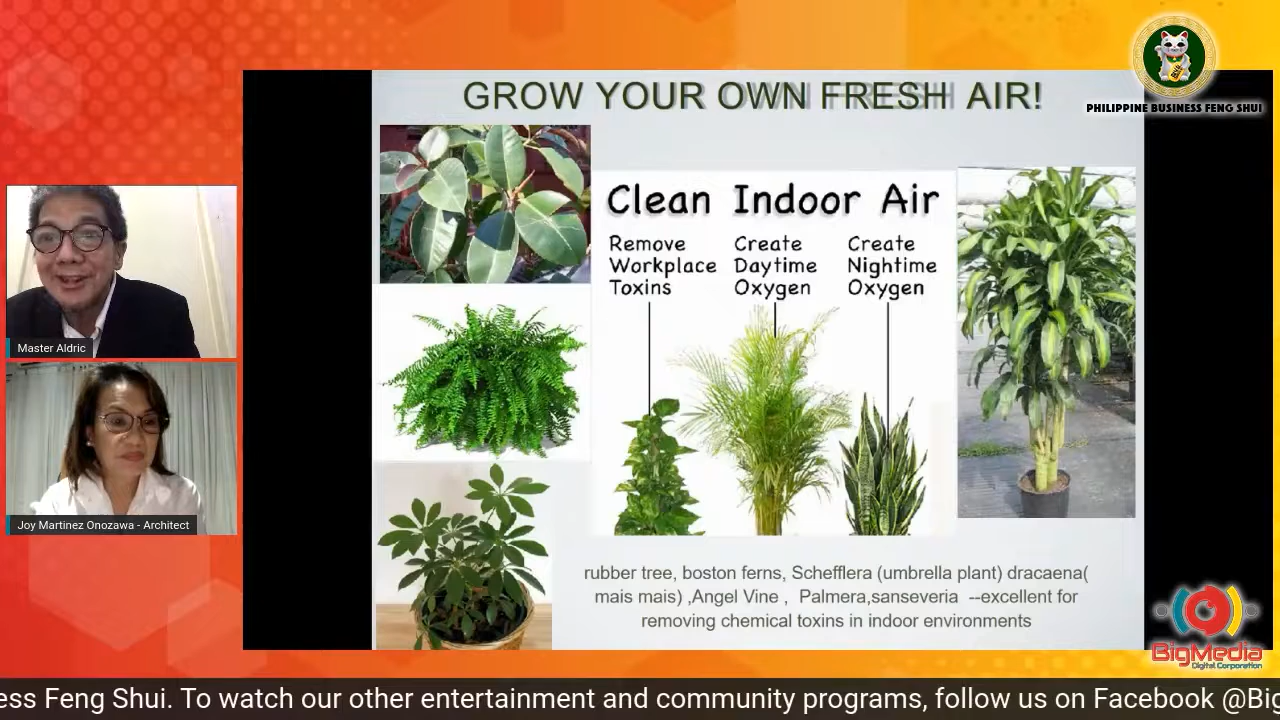 GROW YOUR OWN FRESH AIR!
PHILIPPINE BUSINESS FENG SHUI
Clean Indoor Air
Remove
Workplace
Toxins
Create
Daytime
Oxygen
Create
Nightime
Oxygen
Master Aldric
Joy Martinez Onozawa - Architect
rubber tree, boston ferns, Schefflera (umbrella plant) dracaena(
mais mais) ,Angel Vine , Palmera,sanseveria --excellent for
removing chemical toxins in indoor environments
BigMedia
Digital Corporation
ess Feng Shui. To watch our other entertainment and community programs, follow us on Facebook @Big